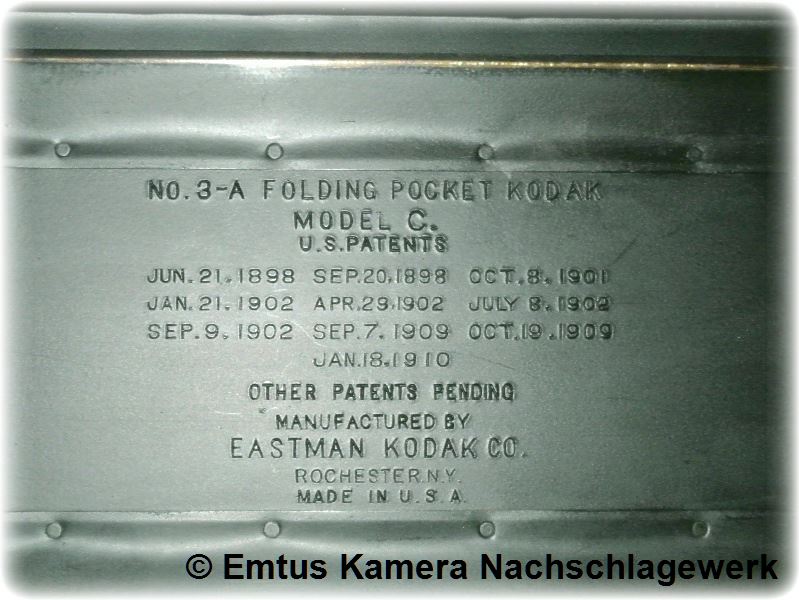 NO. 3-A FOLDING POCKET KODAK
MODEL C.
U.S. PATENTS
JUN. 21. 1898 SEP. 20. 1898 OCT. 8. 1901
JAN. 21. 1902 APR. 29. 1902 JULY 8. 1902
SEP. 9. 1902 SEP. 7. 1909 OCT. 19. 1909
JAN. 18. 1910
OTHER PATENTS PENDING
MANUFACTURED BY
EASTMAN KODAK CO.
ROCHESTER. N.Y.
MADE IN U.S.A.
© Emtus Kamera Nachschlagewerk